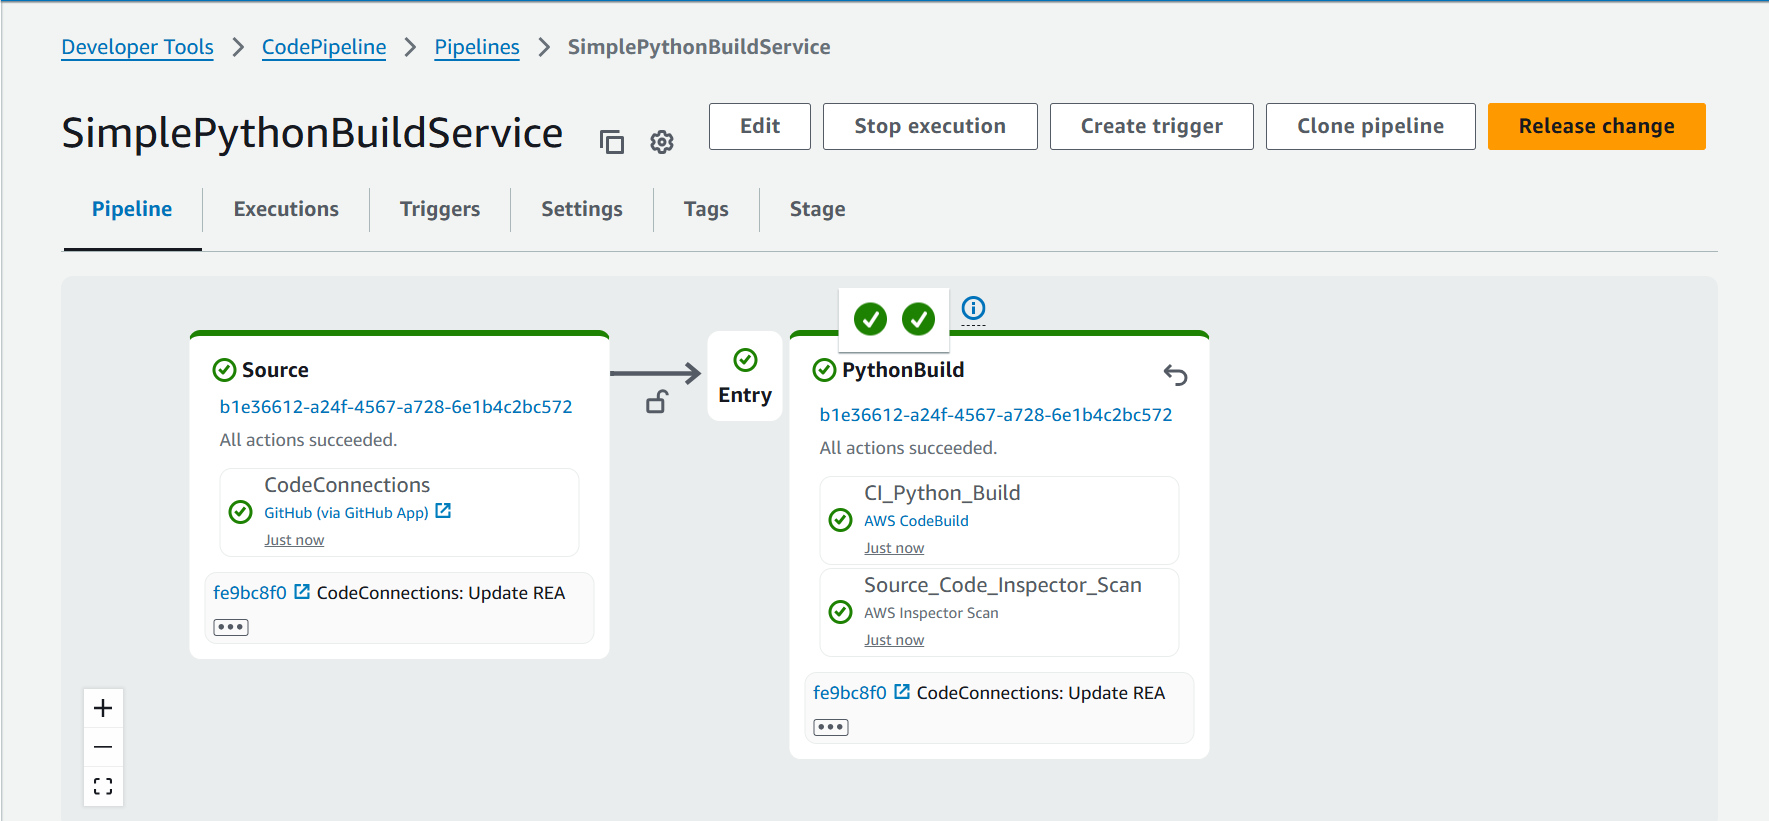 Developer Tools > CodePipeline > Pipelines > SimplePythonBuildService
SimplePythonBuildService
Edit
Stop execution
Create trigger
Clone pipeline
Release change
Pipeline
Executions
Triggers
Settings
Tags
Stage
Source
b1e36612-a24f-4567-a728-6e1b4c2bc572
All actions succeeded.
CodeConnections
GitHub (via GitHub App)
Just now
fe9bc8f0 CodeConnections: Update REA
Entry
PythonBuild
b1e36612-a24f-4567-a728-6e1b4c2bc572
All actions succeeded.
CI_Python_Build
AWS CodeBuild
Just now
Source_Code_Inspector_Scan
AWS Inspector Scan
Just now
fe9bc8f0 CodeConnections: Update REA